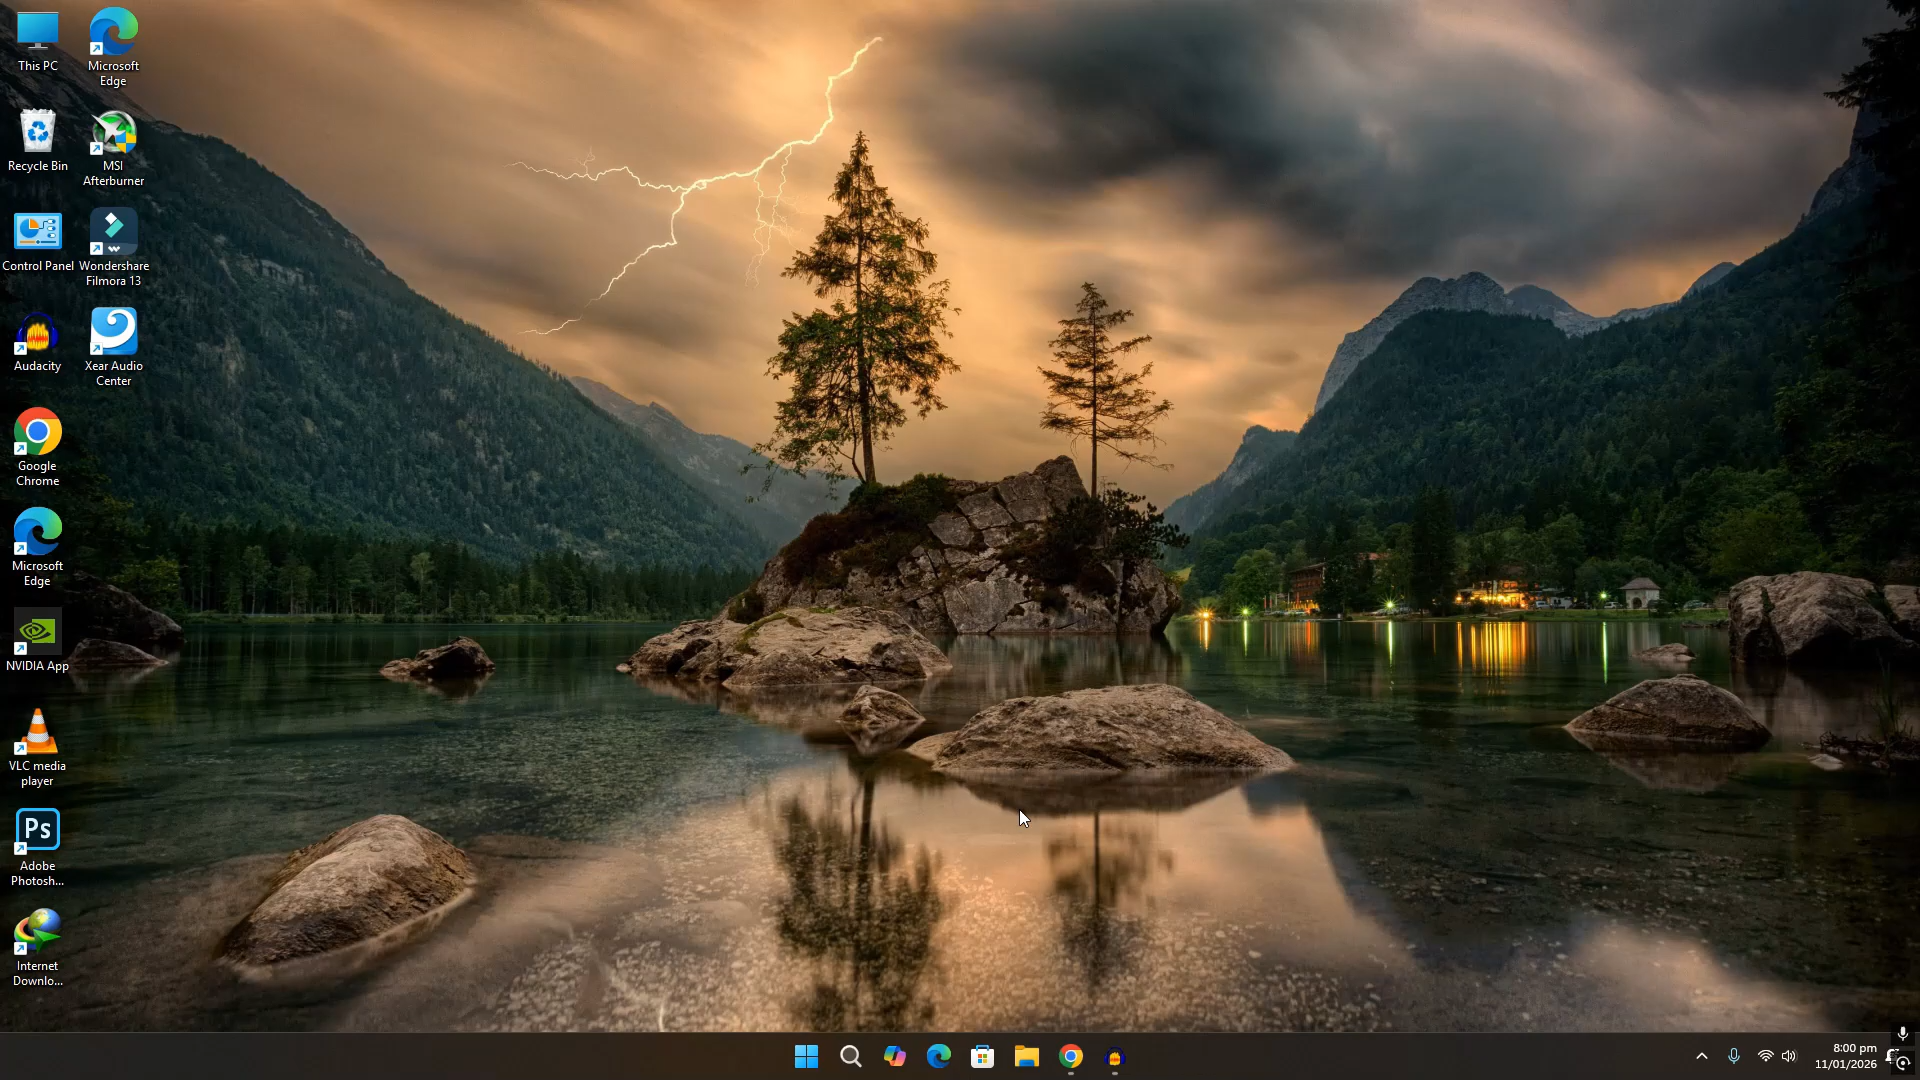 This PC
Microsoft
Edge
Recycle Bin
MSI
Afterburner
Control Panel
Wondershare
Filmora 13
Audacity
Xear Audio
Center
Google
Chrome
Microsoft
Edge
NVIDIA App
VLC media
player
Ps
Adobe
Photosh...
Internet
Downlo...
8:00 pm
11/01/2026